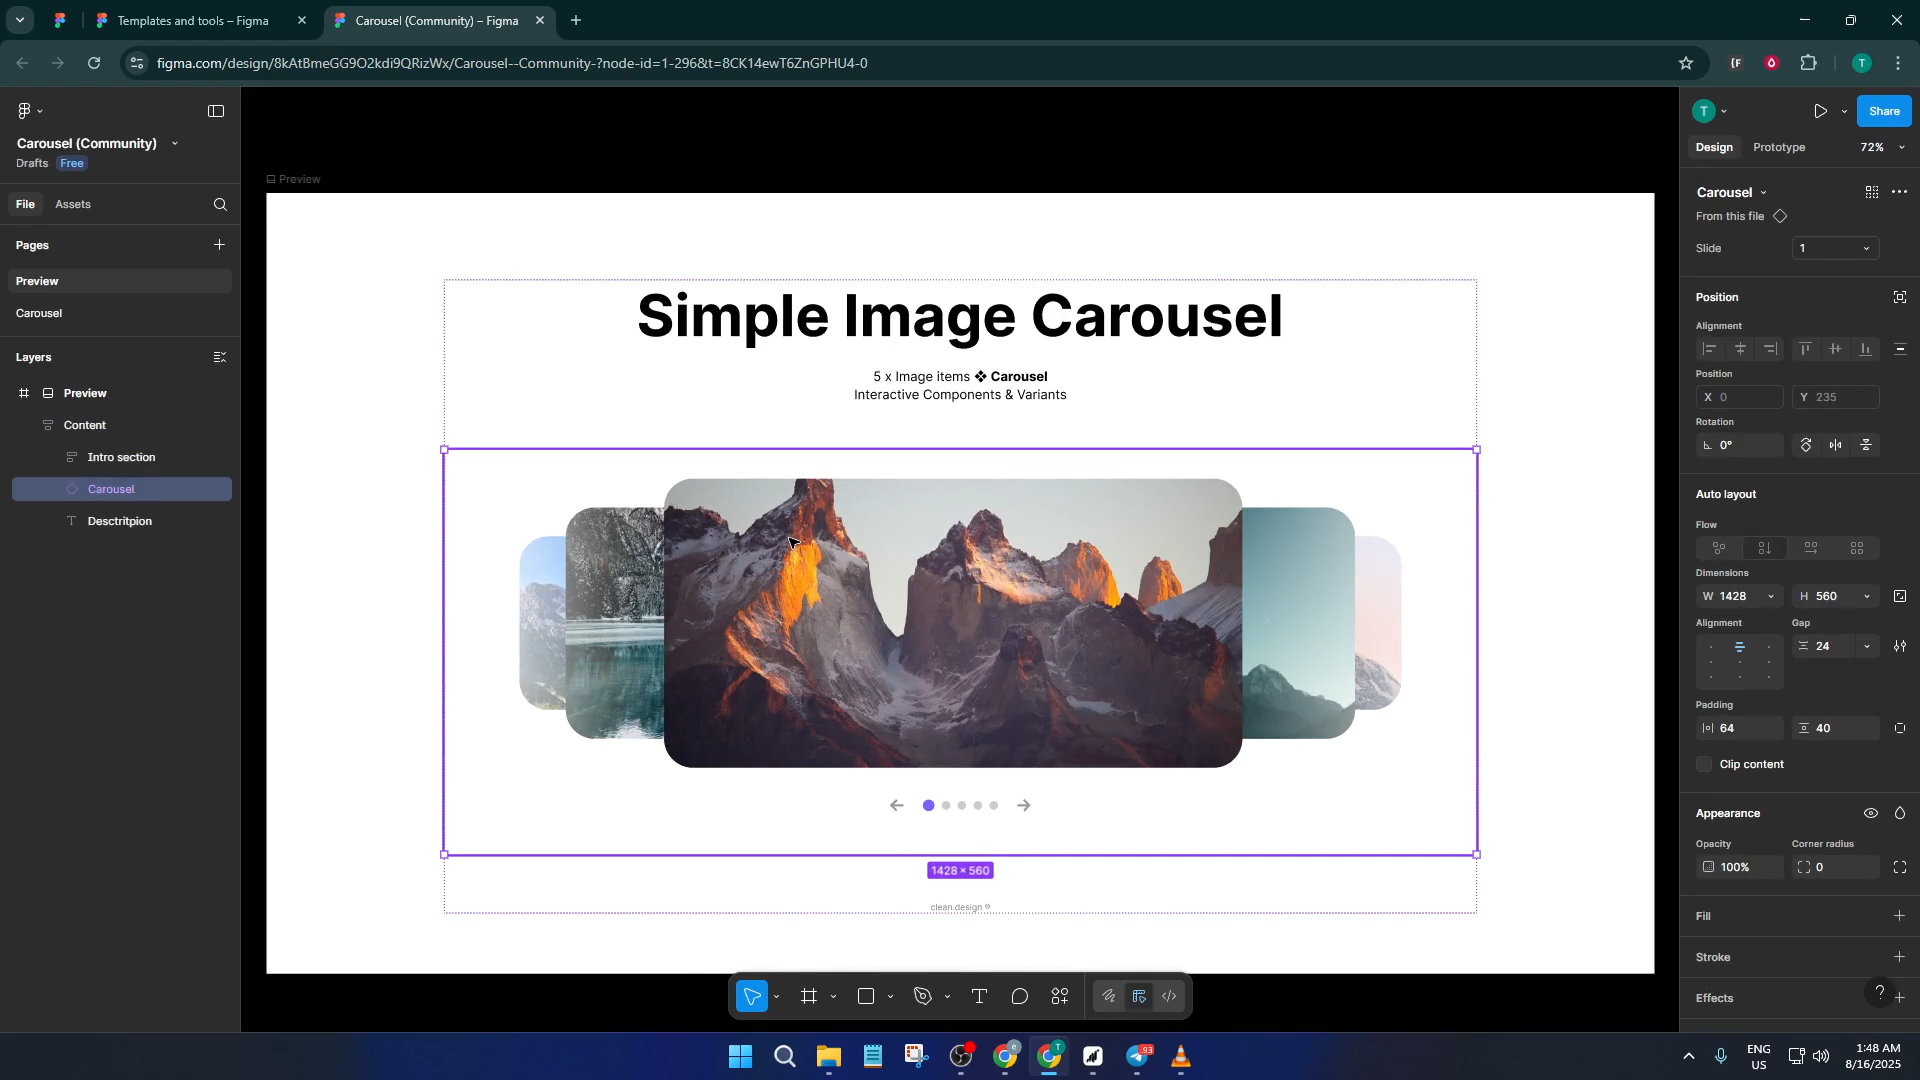 Templates and tools – Figma
Carousel (Community) – Figma
figma.com/design/8kAtBmeGG9O2kdi9QRizWx/Carousel--Community-?node-id=1-296&t=8CK14ewT6ZnGPHU4-0
{F
T
Carousel (Community)
Drafts Free
File Assets
Pages
Preview
Carousel
Layers
Preview
Content
Intro section
Carousel
Desctritpion
Preview
Simple Image Carousel
5 x Image items ❖ Carousel
Interactive Components & Variants
1428 × 560
clean.design ®
T
Share
Design Prototype 72%
Carousel
From this file
Slide 1
Position
Alignment
Position
X 0 Y 235
Rotation
0°
Auto layout
Flow
Dimensions
W 1428 H 560
Alignment Gap
24
Padding
64 40
Clip content
Appearance
Opacity Corner radius
100% 0
Fill
Stroke
Effects
?
e
T
93
ENG
US
1:48 AM
8/16/2025